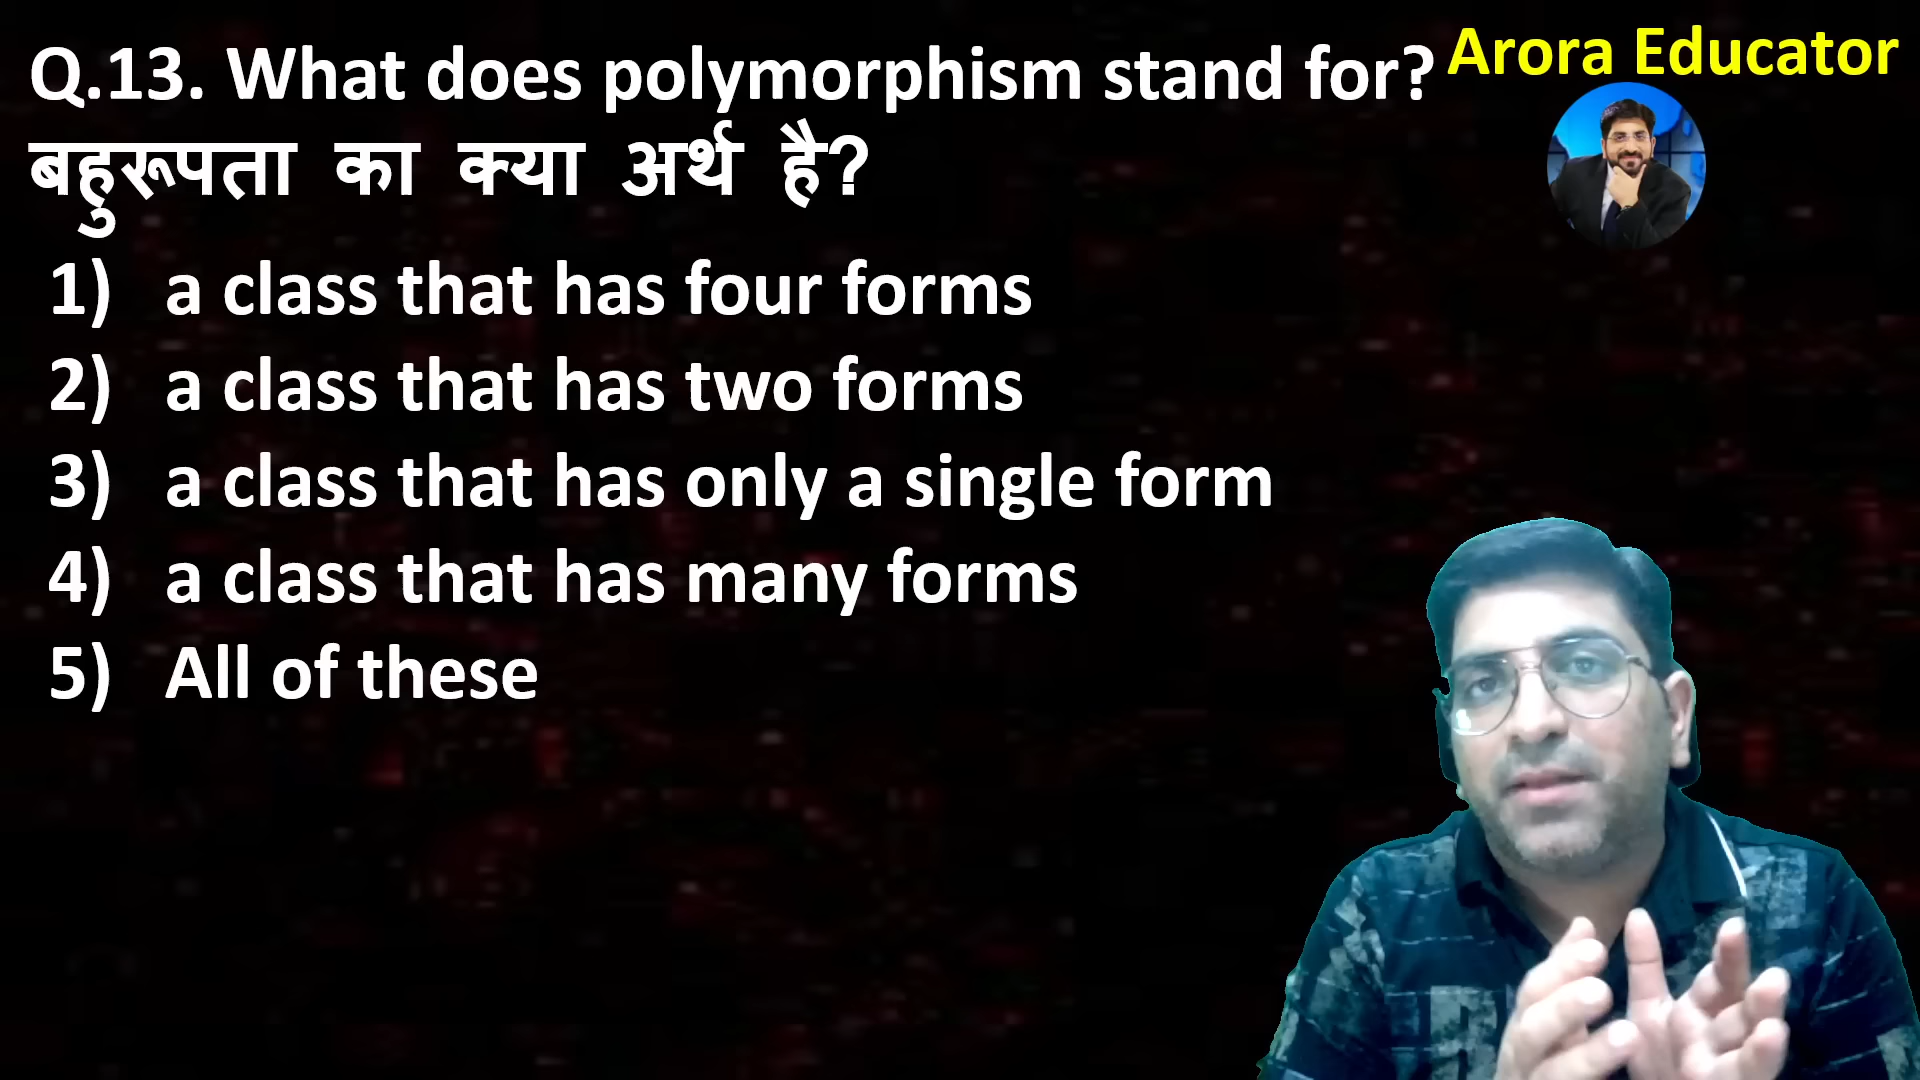 Q.13. What does polymorphism stand for?
Arora Educator
बहुरूपता का क्या अर्थ है?
1) a class that has four forms
2) a class that has two forms
3) a class that has only a single form
4) a class that has many forms
5) All of these